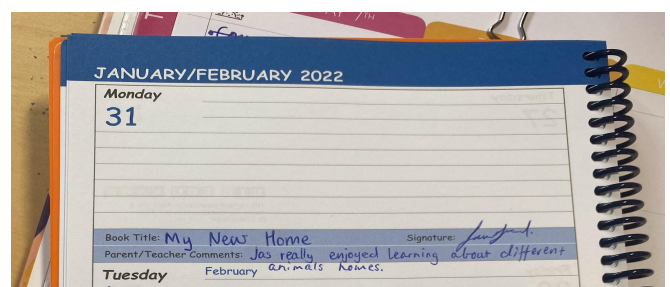 JANUARY/FEBRUARY 2022
Monday
31
Book Title: My New Home Signature:
Parent/Teacher Comments: Jas really enjoyed learning about different
animals homes.
Tuesday February